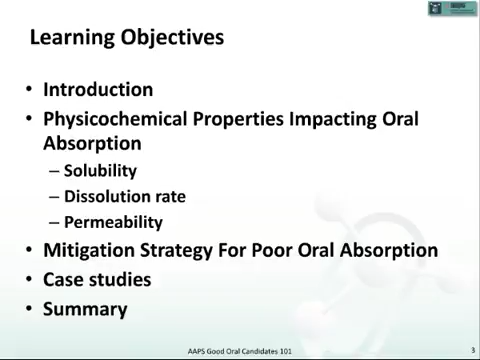 Learning Objectives
• Introduction
• Physicochemical Properties Impacting Oral
Absorption
– Solubility
– Dissolution rate
– Permeability
• Mitigation Strategy For Poor Oral Absorption
• Case studies
• Summary
AAPS Good Oral Candidates 101
3